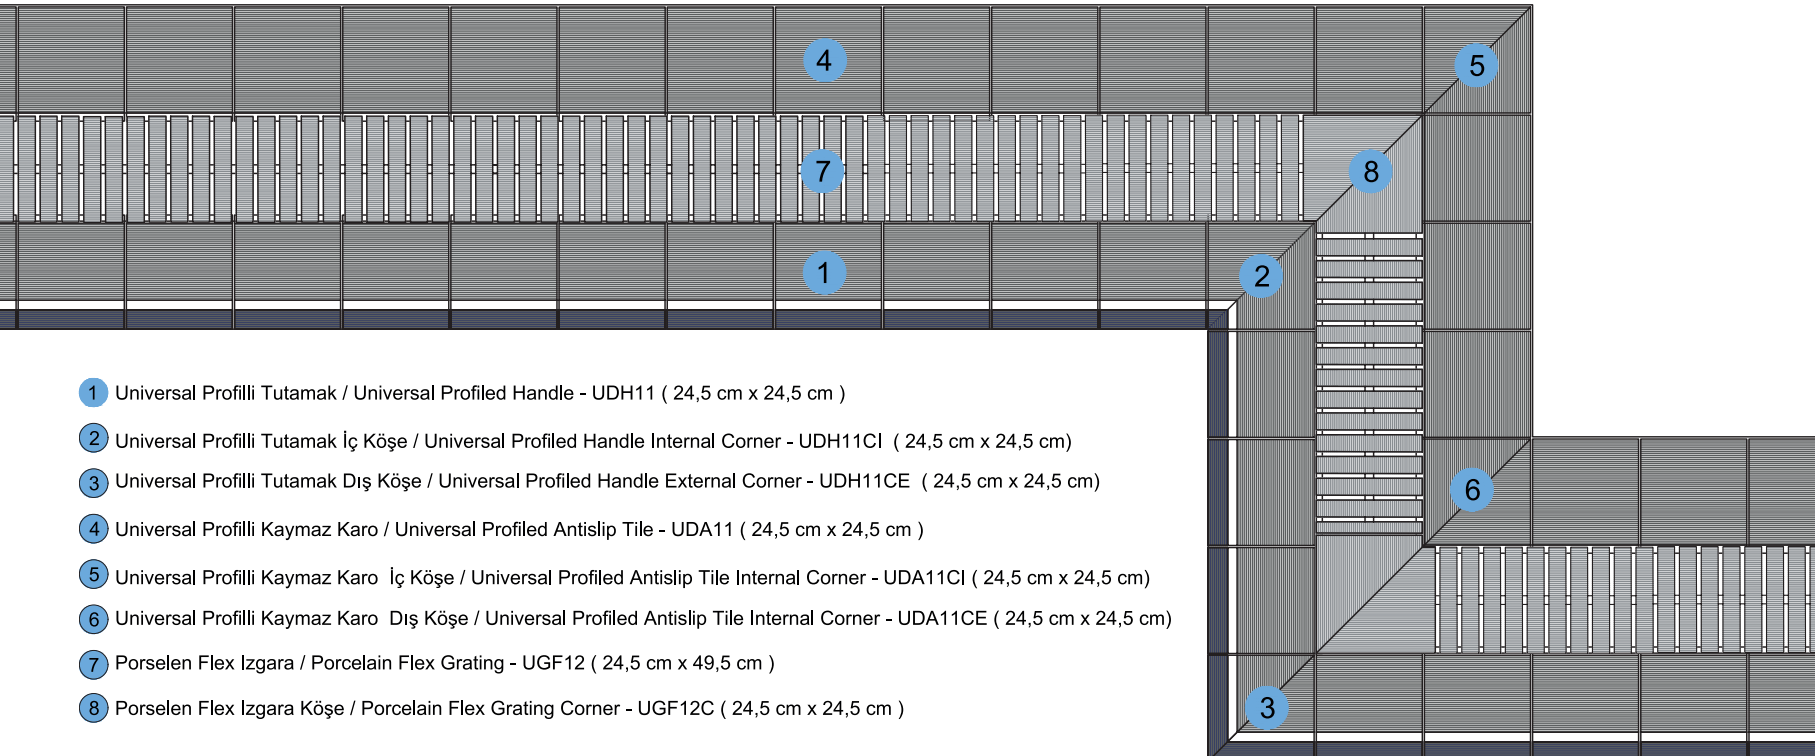 4
5
7
8
1
2
6
3
1 Universal Profilli Tutamak / Universal Profiled Handle - UDH11 ( 24,5 cm x 24,5 cm )
2 Universal Profilli Tutamak İç Köşe / Universal Profiled Handle Internal Corner - UDH11CI ( 24,5 cm x 24,5 cm)
3 Universal Profilli Tutamak Dış Köşe / Universal Profiled Handle External Corner - UDH11CE ( 24,5 cm x 24,5 cm)
4 Universal Profilli Kaymaz Karo / Universal Profiled Antislip Tile - UDA11 ( 24,5 cm x 24,5 cm )
5 Universal Profilli Kaymaz Karo İç Köşe / Universal Profiled Antislip Tile Internal Corner - UDA11CI ( 24,5 cm x 24,5 cm)
6 Universal Profilli Kaymaz Karo Dış Köşe / Universal Profiled Antislip Tile Internal Corner - UDA11CE ( 24,5 cm x 24,5 cm)
7 Porselen Flex Izgara / Porcelain Flex Grating - UGF12 ( 24,5 cm x 49,5 cm )
8 Porselen Flex Izgara Köşe / Porcelain Flex Grating Corner - UGF12C ( 24,5 cm x 24,5 cm )